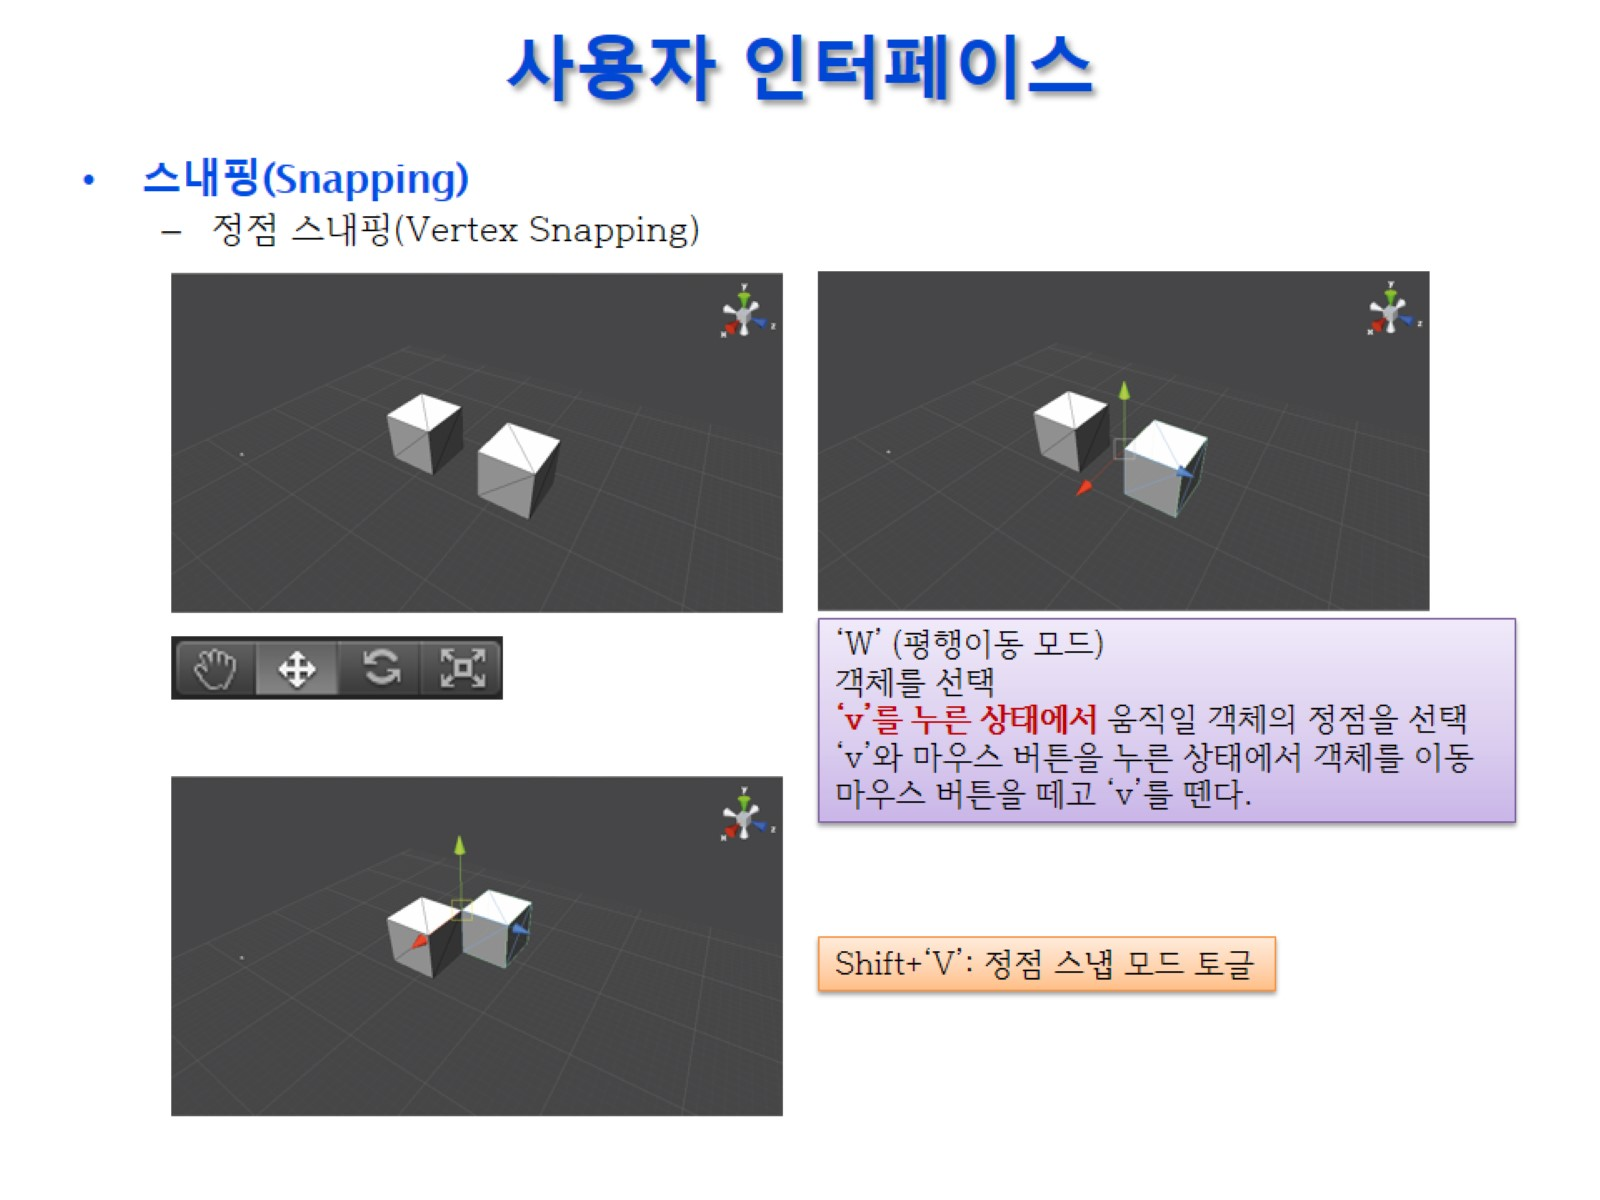 사용자 인터페이스
• 스내핑(Snapping)
– 정점 스내핑(Vertex Snapping)
y
x
z
y
x
z
‘W’ (평행이동 모드)
객체를 선택
‘v’를 누른 상태에서 움직일 객체의 정점을 선택
‘v’와 마우스 버튼을 누른 상태에서 객체를 이동
마우스 버튼을 떼고 ‘v’를 뗀다.
y
x
z
Shift+‘V’: 정점 스냅 모드 토글